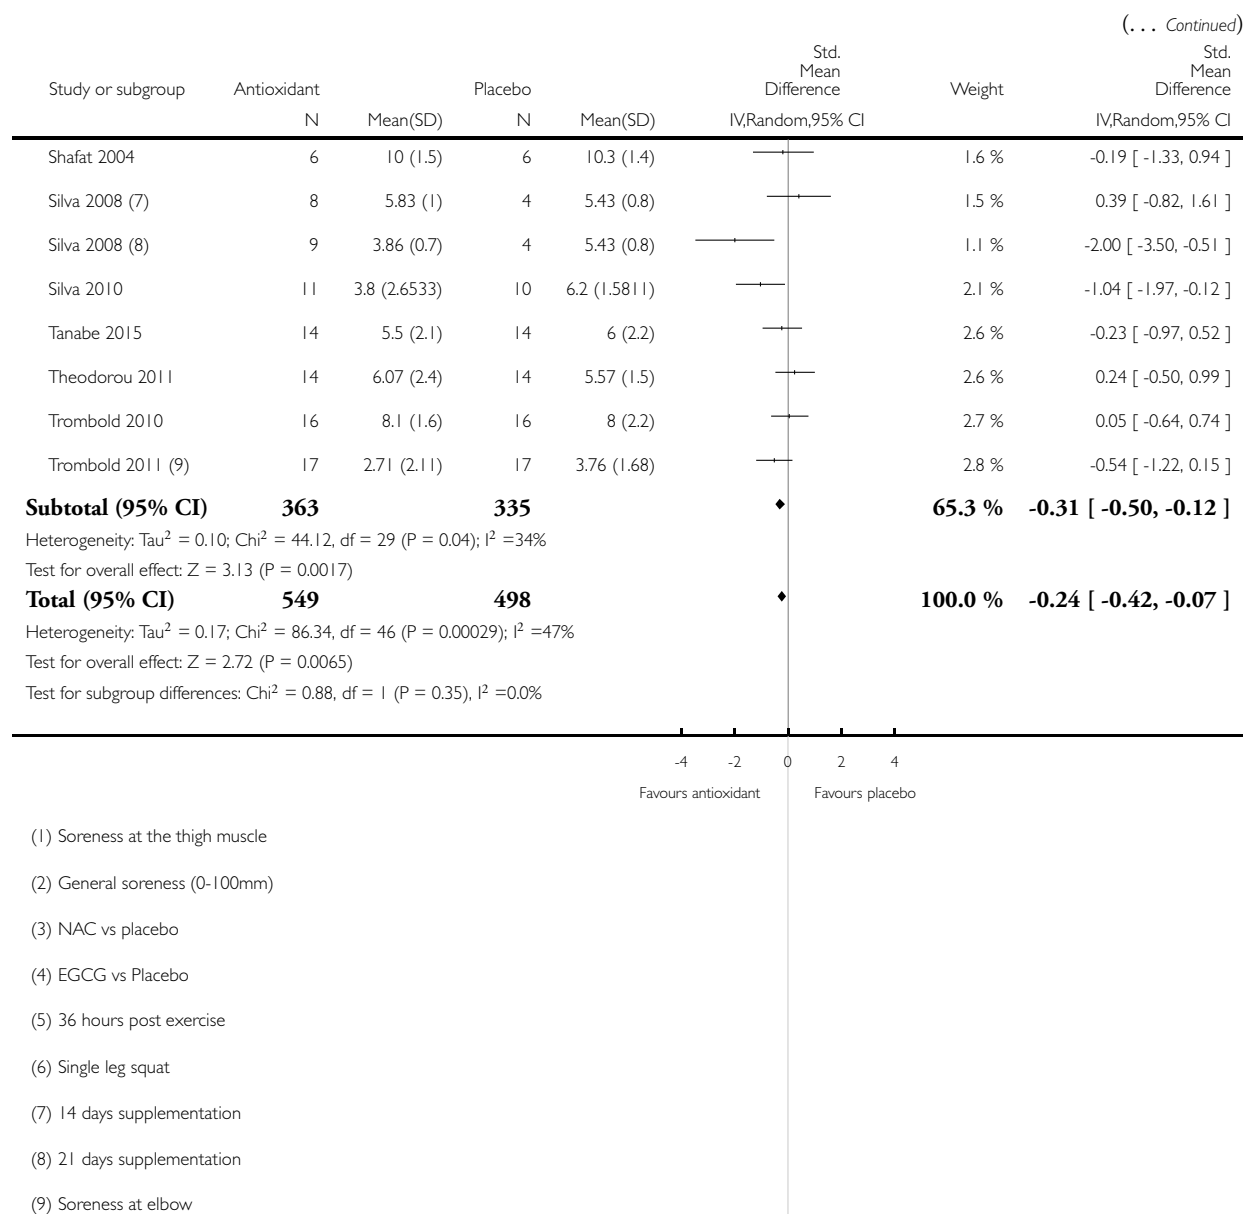 (... Continued)
Study or subgroup Antioxidant Placebo Std. Mean Difference Weight Std. Mean Difference
N Mean(SD) N Mean(SD) IV,Random,95% CI IV,Random,95% CI
Shafat 2004 6 10 (1.5) 6 10.3 (1.4) 1.6 % -0.19 [ -1.33, 0.94 ]
Silva 2008 (7) 8 5.83 (1) 4 5.43 (0.8) 1.5 % 0.39 [ -0.82, 1.61 ]
Silva 2008 (8) 9 3.86 (0.7) 4 5.43 (0.8) 1.1 % -2.00 [ -3.50, -0.51 ]
Silva 2010 11 3.8 (2.6533) 10 6.2 (1.5811) 2.1 % -1.04 [ -1.97, -0.12 ]
Tanabe 2015 14 5.5 (2.1) 14 6 (2.2) 2.6 % -0.23 [ -0.97, 0.52 ]
Theodorou 2011 14 6.07 (2.4) 14 5.57 (1.5) 2.6 % 0.24 [ -0.50, 0.99 ]
Trombold 2010 16 8.1 (1.6) 16 8 (2.2) 2.7 % 0.05 [ -0.64, 0.74 ]
Trombold 2011 (9) 17 2.71 (2.11) 17 3.76 (1.68) 2.8 % -0.54 [ -1.22, 0.15 ]
Subtotal (95% CI) 363 335 65.3 % -0.31 [ -0.50, -0.12 ]
Heterogeneity: Tau² = 0.10; Chi² = 44.12, df = 29 (P = 0.04); I² =34%
Test for overall effect: Z = 3.13 (P = 0.0017)
Total (95% CI) 549 498 100.0 % -0.24 [ -0.42, -0.07 ]
Heterogeneity: Tau² = 0.17; Chi² = 86.34, df = 46 (P = 0.00029); I² =47%
Test for overall effect: Z = 2.72 (P = 0.0065)
Test for subgroup differences: Chi² = 0.88, df = 1 (P = 0.35), I² =0.0%
-4 -2 0 2 4
Favours antioxidant Favours placebo
(1) Soreness at the thigh muscle
(2) General soreness (0-100mm)
(3) NAC vs placebo
(4) EGCG vs Placebo
(5) 36 hours post exercise
(6) Single leg squat
(7) 14 days supplementation
(8) 21 days supplementation
(9) Soreness at elbow